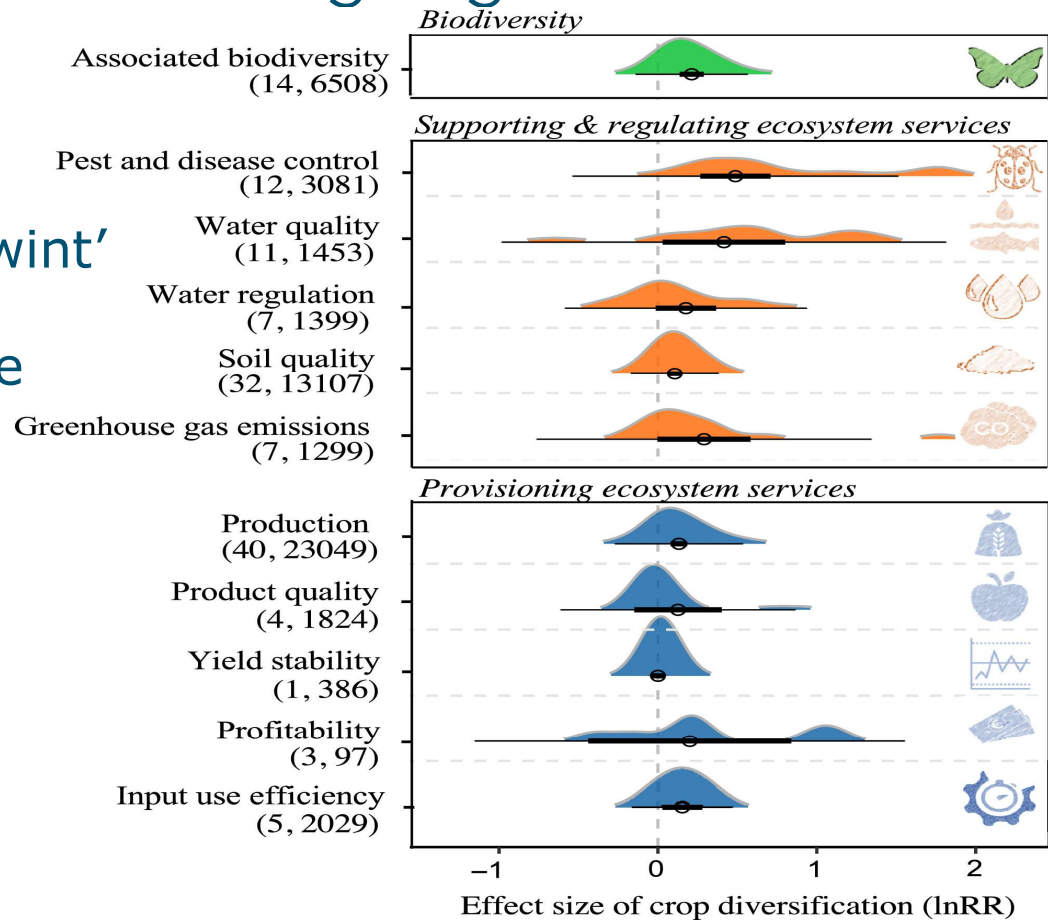 Biodiversity
Associated biodiversity
(14, 6508)
Supporting & regulating ecosystem services
Pest and disease control
(12, 3081)
wint’
Water quality
(11, 1453)
Water regulation
(7, 1399)
e
Soil quality
(32, 13107)
Greenhouse gas emissions
(7, 1299)
CO
Provisioning ecosystem services
Production
(40, 23049)
Product quality
(4, 1824)
Yield stability
(1, 386)
Profitability
(3, 97)
Input use efficiency
(5, 2029)
–1 0 1 2
Effect size of crop diversification (lnRR)